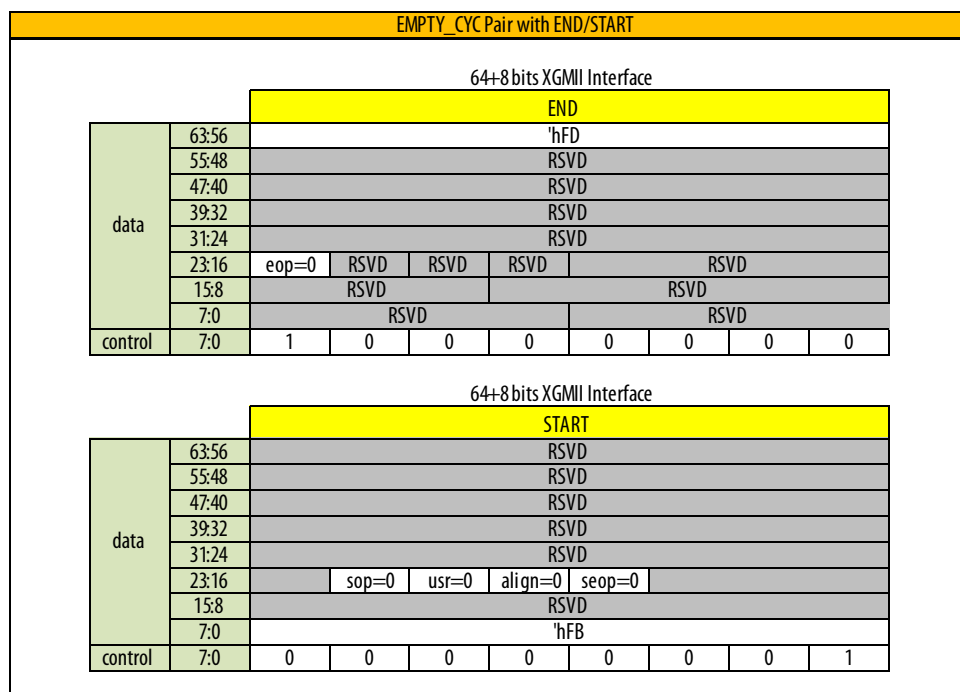 EMPTY_CYC Pair with END/START
64+8 bits XGMII Interface
END
63:56 'hFD
55:48 RSVD
47:40 RSVD
39:32 RSVD
data
31:24 RSVD
23:16 eop=0 RSVD RSVD RSVD RSVD
15:8 RSVD RSVD
7:0 RSVD RSVD
control 7:0 1 0 0 0 0 0 0 0
64+8 bits XGMII Interface
START
63:56 RSVD
55:48 RSVD
47:40 RSVD
39:32 RSVD
data
31:24 RSVD
23:16 sop=0 usr=0 align=0 seop=0
15:8 RSVD
7:0 'hFB
control 7:0 0 0 0 0 0 0 0 1